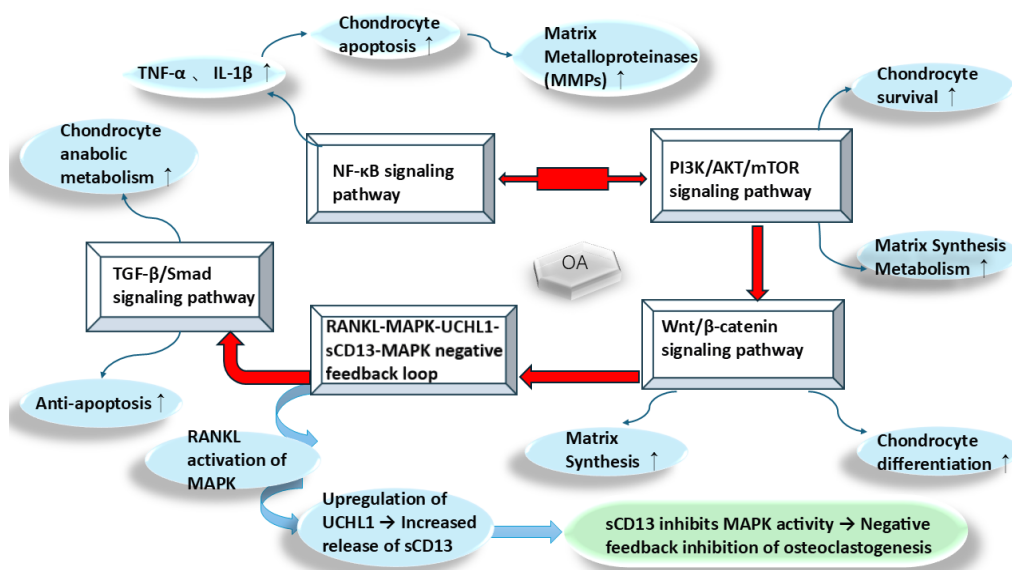 Chondrocyte
apoptosis ↑
Matrix
Metalloproteinases
(MMPs) ↑
TNF-α 、 IL-1β ↑
Chondrocyte
survival ↑
Chondrocyte
anabolic
metabolism ↑
NF-κB signaling
pathway
PI3K/AKT/mTOR
signaling pathway
Matrix Synthesis
Metabolism ↑
OA
TGF-β/Smad
signaling pathway
RANKL-MAPK-UCHL1-
sCD13-MAPK negative
feedback loop
Wnt/β-catenin
signaling pathway
Anti-apoptosis ↑
RANKL
activation of
MAPK
Matrix
Synthesis ↑
Chondrocyte
differentiation ↑
Upregulation of
UCHL1 → Increased
release of sCD13
sCD13 inhibits MAPK activity → Negative
feedback inhibition of osteoclastogenesis